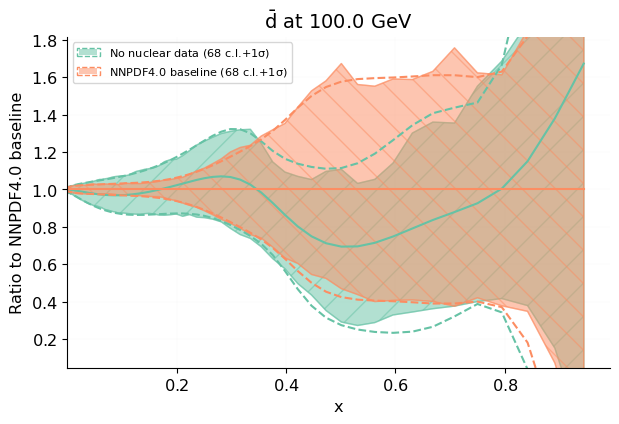 d̄ at 100.0 GeV
No nuclear data (68 c.l.+1σ)
NNPDF4.0 baseline (68 c.l.+1σ)
Ratio to NNPDF4.0 baseline
1.8
1.6
1.4
1.2
1.0
0.8
0.6
0.4
0.2
0.2 0.4 0.6 0.8
x